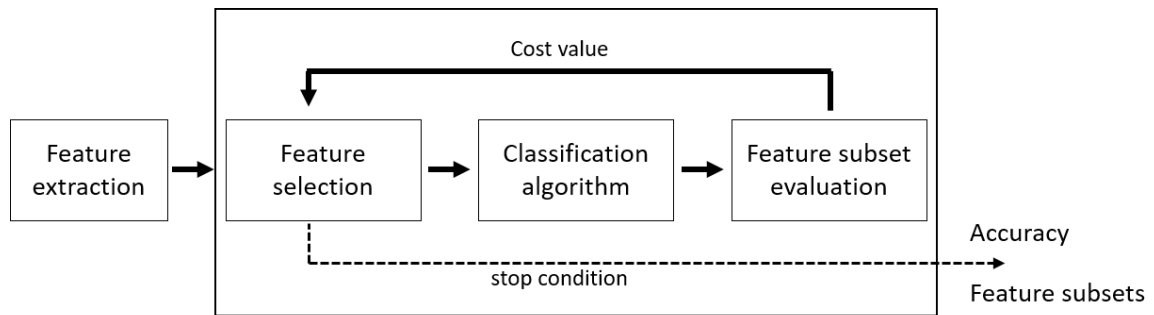 Cost value
Feature
extraction
Feature
selection
Classification
algorithm
Feature subset
evaluation
stop condition
Accuracy
Feature subsets